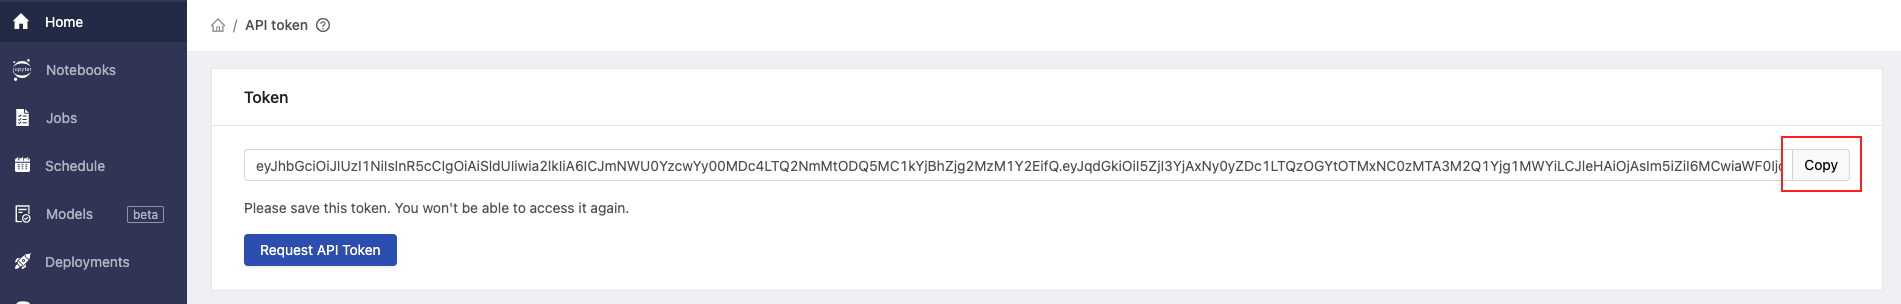 Home
/ API token ?
Notebooks
Jobs
Schedule
Models beta
Deployments
Token
eyJhbGciOiJIUzI1NiIsInR5cCIgOiAiSldUIiwia2lkIiA6ICJmNWU0YzcwYy00MDc4LTQ2NmMtODQ5MC1kYjBhZjg2MzM1Y2EifQ.eyJqdGkiOiI5ZjI3YjAxNy0yZDc1LTQzOGYtOTMxNC0zMTA3M2Q1Yjg1MWYiLCJleHAiOjAsIm5iZiI6MCwiaWF0Ijo Copy
Please save this token. You won't be able to access it again.
Request API Token